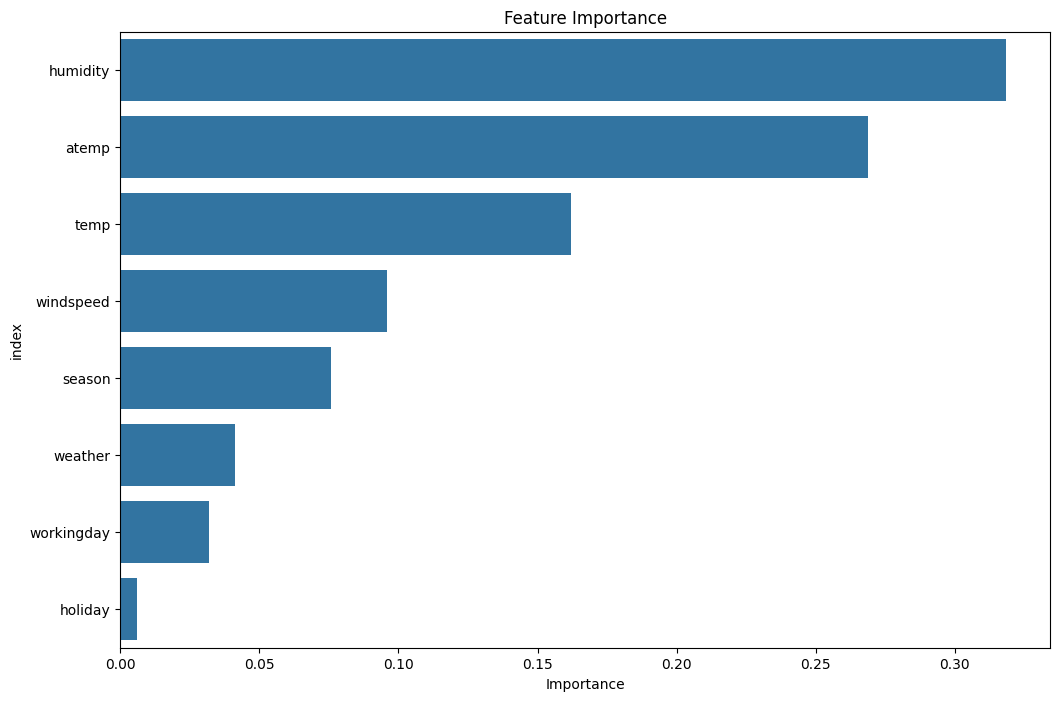 Feature Importance
humidity
atemp
temp
windspeed
season
weather
workingday
holiday
index
0.00 0.05 0.10 0.15 0.20 0.25 0.30
Importance